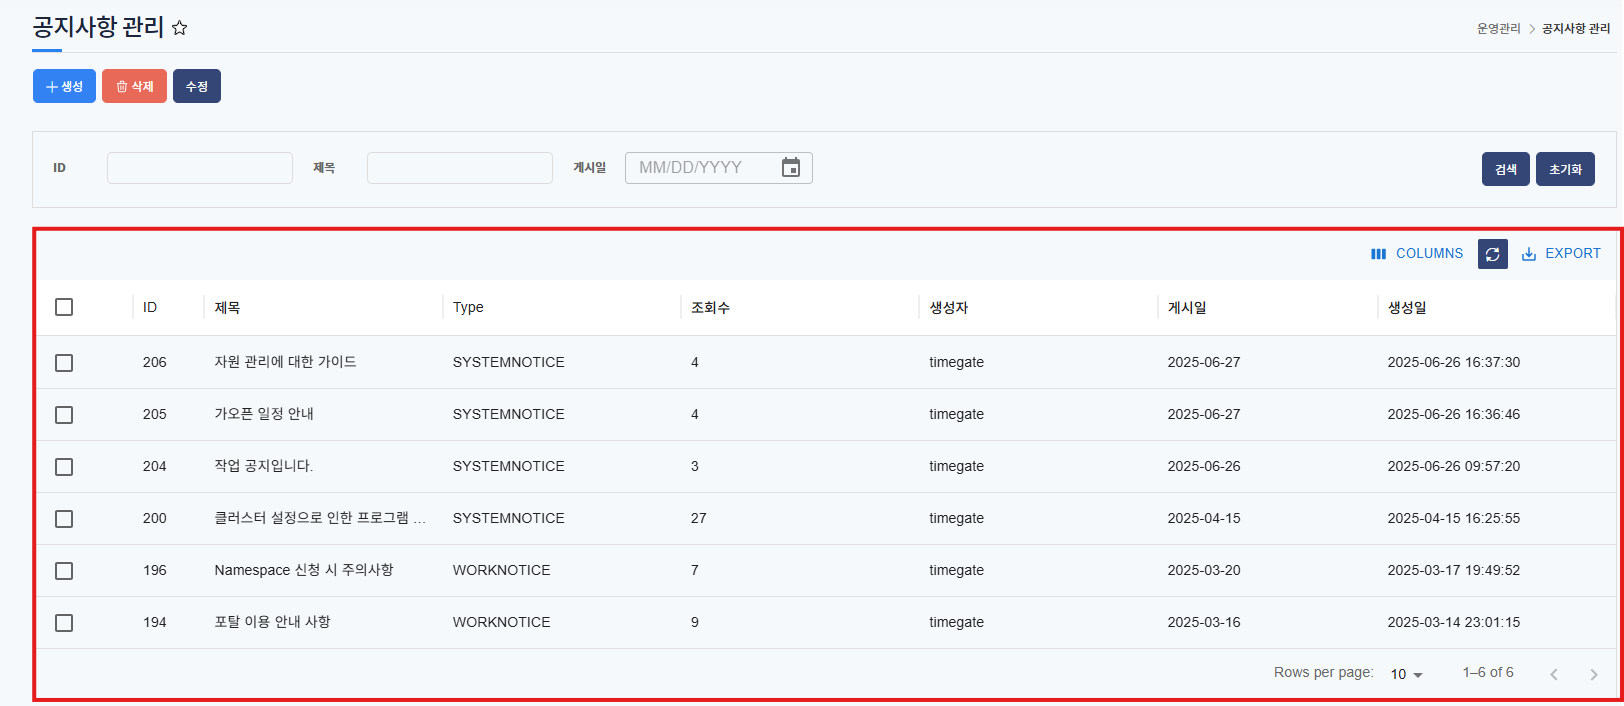 공지사항 관리
운영관리 > 공지사항 관리
생성 삭제 수정
ID 제목 게시일 MM/DD/YYYY 검색 초기화
COLUMNS EXPORT
ID 제목 Type 조회수 생성자 게시일 생성일
206 자원 관리에 대한 가이드 SYSTEMNOTICE 4 timegate 2025-06-27 2025-06-26 16:37:30
205 가오픈 일정 안내 SYSTEMNOTICE 4 timegate 2025-06-27 2025-06-26 16:36:46
204 작업 공지입니다. SYSTEMNOTICE 3 timegate 2025-06-26 2025-06-26 09:57:20
200 클러스터 설정으로 인한 프로그램 ... SYSTEMNOTICE 27 timegate 2025-04-15 2025-04-15 16:25:55
196 Namespace 신청 시 주의사항 WORKNOTICE 7 timegate 2025-03-20 2025-03-17 19:49:52
194 포탈 이용 안내 사항 WORKNOTICE 9 timegate 2025-03-16 2025-03-14 23:01:15
Rows per page: 10 1–6 of 6